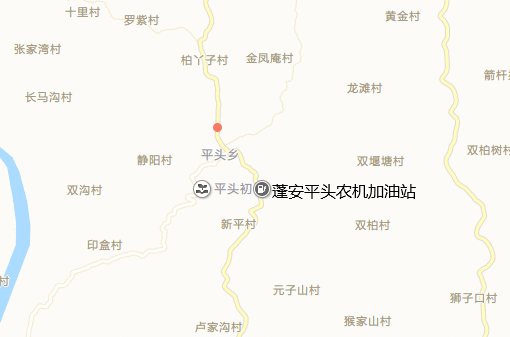 十里村
罗紫村
黄金村
张家湾村
柏丫子村
金凤庵村
箭杆
龙滩村
长马沟村
双柏树村
平头乡
静阳村
双堰塘村
双沟村
平头初
蓬安平头农机加油站
新平村
双柏村
印盒村
村
元子山村
狮子口村
卢家沟村
猴家山村